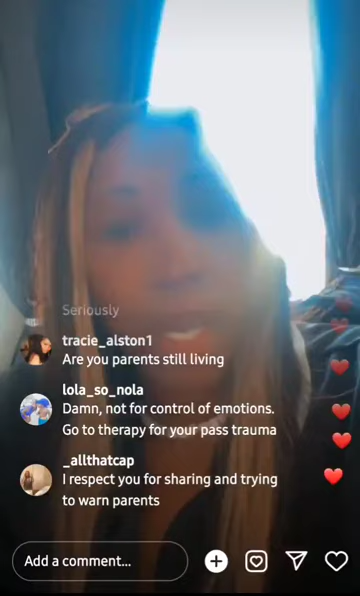 Seriously
tracie_alston1
Are you parents still living
lola_so_nola
Damn, not for control of emotions.
Go to therapy for your pass trauma
_allthatcap
I respect you for sharing and trying
to warn parents
Add a comment...